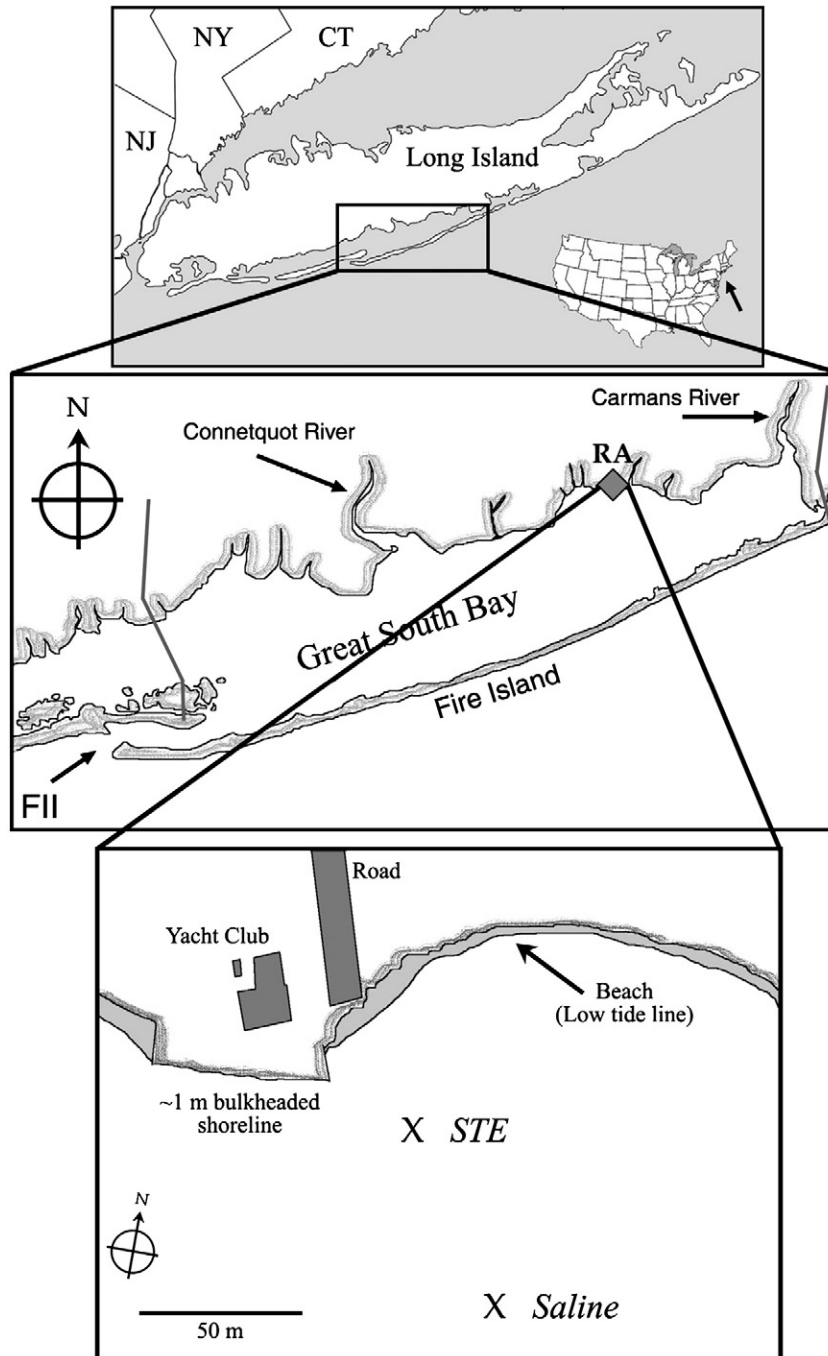 NY
CT
NJ
Long Island
N
Connetquot River
Carmans River
RA
Great South Bay
Fire Island
FII
Road
Yacht Club
Beach
(Low tide line)
~1 m bulkheaded
shoreline
X STE
N
X Saline
50 m